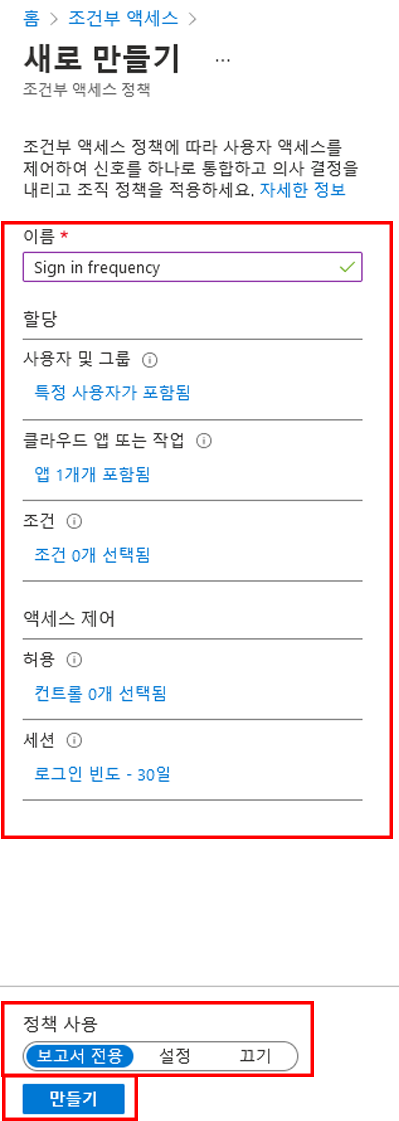 홈 > 조건부 액세스 >
새로 만들기 ...
조건부 액세스 정책
조건부 액세스 정책에 따라 사용자 액세스를
제어하여 신호를 하나로 통합하고 의사 결정을
내리고 조직 정책을 적용하세요. 자세한 정보
이름 *
Sign in frequency
할당
사용자 및 그룹
특정 사용자가 포함됨
클라우드 앱 또는 작업
앱 1개개 포함됨
조건
조건 0개 선택됨
액세스 제어
허용
컨트롤 0개 선택됨
세션
로그인 빈도 - 30일
정책 사용
보고서 전용 설정 끄기
만들기